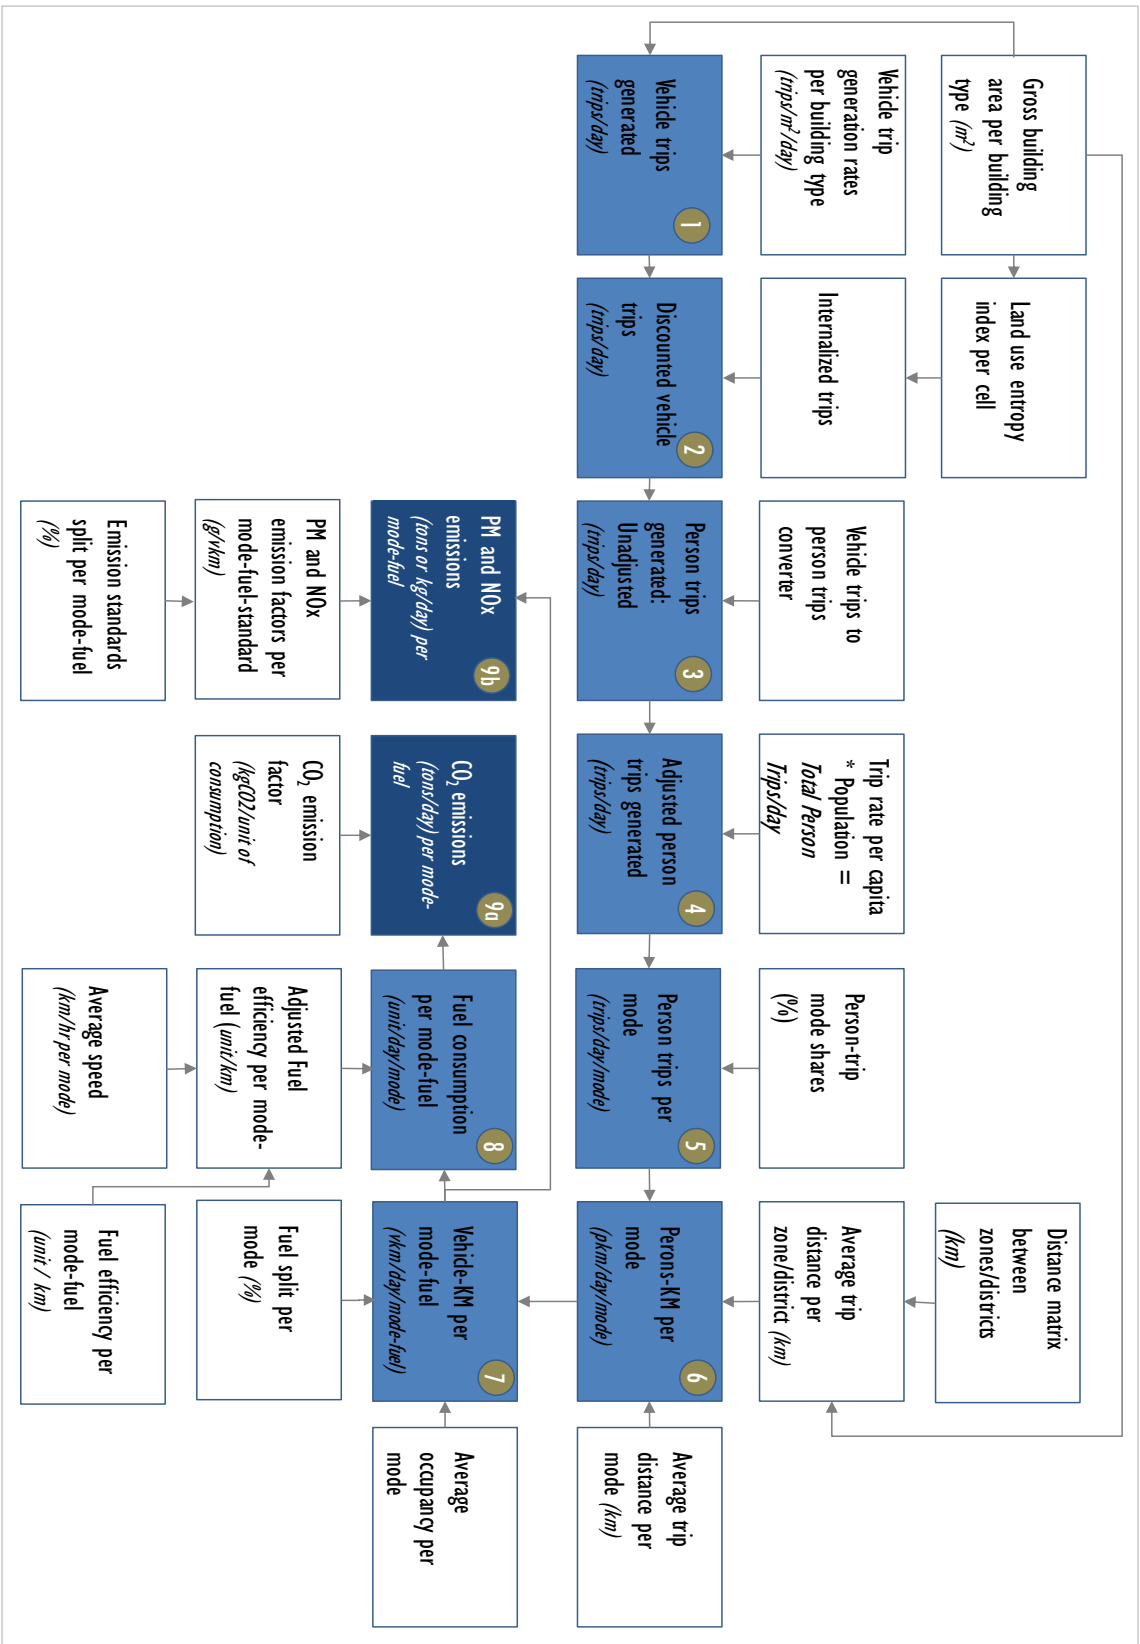 Gross building
area per building
type (m²)
Land use entropy
index per cell
Distance matrix
between
zones/districts
(km)
Vehicle trip
generation rates
per building type
(trips/m²/day)
Internalized trips
Vehicle trips to
person trips
converter
Trip rate per capita
* Population =
Total Person
Trips/day
Person-trip
mode shares
(%)
Average trip
distance per
zone/district (km)
Vehicle trips
generated
(trips/day)
1
Discounted vehicle
trips
(trips/day)
2
Person trips
generated:
Unadjusted
(trips/day)
3
Adjusted person
trips generated
(trips/day)
4
Person trips per
mode
(trips/day/mode)
5
Perons-KM per
mode
(pkm/day/mode)
6
Average trip
distance per
mode (km)
PM and NOx
emissions
(tons or kg/day) per
mode-fuel
9b
CO₂ emissions
(tons/day) per mode-
fuel
9a
Fuel consumption
per mode-fuel
(unit/day/mode)
8
Vehicle-KM per
mode-fuel
(vkm/day/mode-fuel)
7
Average
occupancy per
mode
PM and NOx
emission factors per
mode-fuel-standard
(g/vkm)
CO₂ emission
factor
(kgCO2/unit of
consumption)
Adjusted Fuel
efficiency per mode-
fuel (unit/km)
Fuel split per
mode (%)
Emission standards
split per mode-fuel
(%)
Average speed
(km/hr per mode)
Fuel efficiency per
mode-fuel
(unit / km)